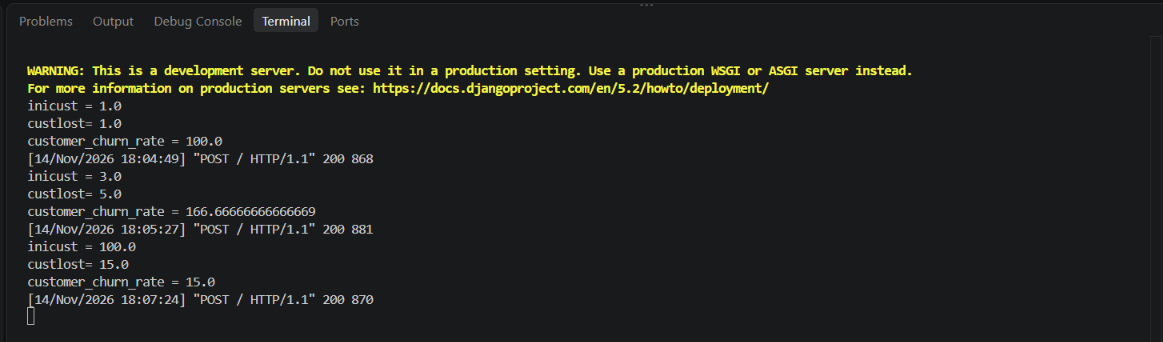 Problems Output Debug Console Terminal Ports
WARNING: This is a development server. Do not use it in a production setting. Use a production WSGI or ASGI server instead.
For more information on production servers see: https://docs.djangoproject.com/en/5.2/howto/deployment/
inicust = 1.0
custlost= 1.0
customer_churn_rate = 100.0
[14/Nov/2026 18:04:49] "POST / HTTP/1.1" 200 868
inicust = 3.0
custlost= 5.0
customer_churn_rate = 166.66666666666669
[14/Nov/2026 18:05:27] "POST / HTTP/1.1" 200 881
inicust = 100.0
custlost= 15.0
customer_churn_rate = 15.0
[14/Nov/2026 18:07:24] "POST / HTTP/1.1" 200 870